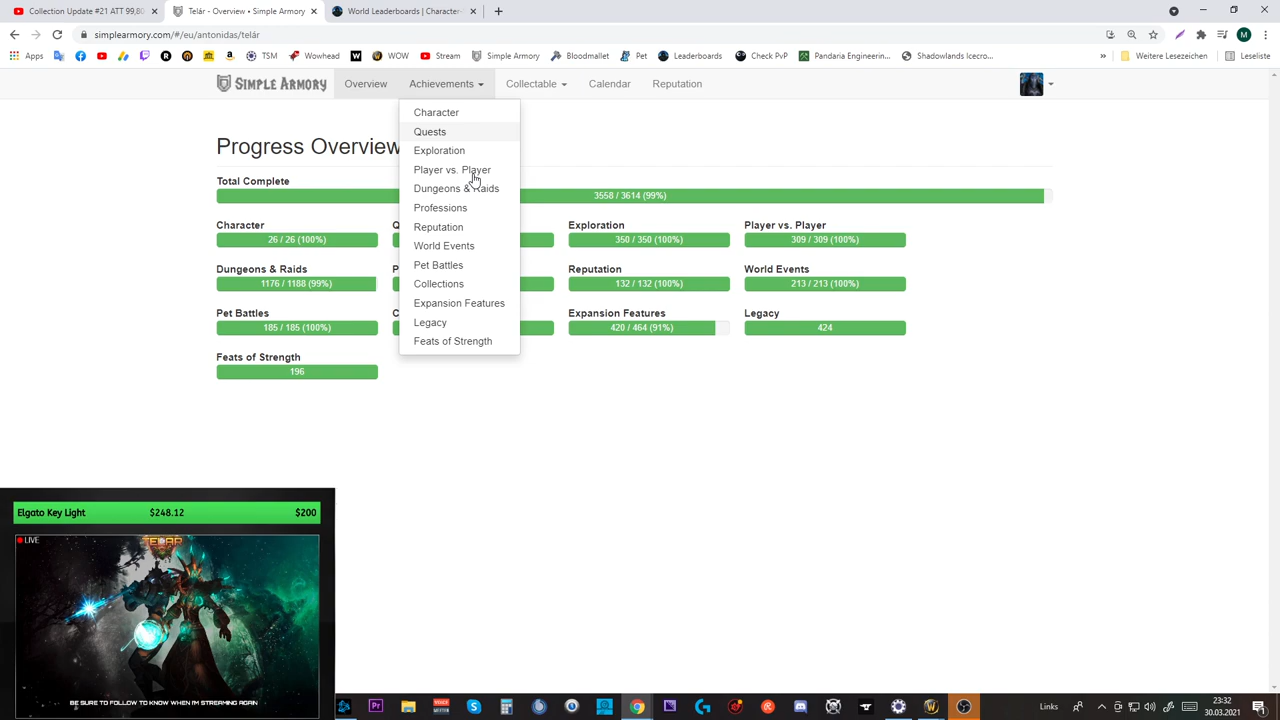 Collection Update #21 ATT 99,80
Telár - Overview • Simple Armory
World Leaderboards | Character
simplearmory.com/#/eu/antonidas/telár
Apps
TSM
Wowhead
WOW
Stream
Simple Armory
Bloodmallet
Pet
Leaderboards
Check PvP
Pandaria Engineerin...
Shadowlands Icecro...
»
Weitere Lesezeichen
Leseliste
SIMPLE ARMORY
Overview
Achievements
Collectable
Calendar
Reputation
Character
Quests
Exploration
Player vs. Player
Dungeons & Raids
Professions
Reputation
World Events
Pet Battles
Collections
Expansion Features
Legacy
Feats of Strength
Progress Overview
Total Complete
3558 / 3614 (99%)
Character
26 / 26 (100%)
Exploration
350 / 350 (100%)
Player vs. Player
309 / 309 (100%)
Dungeons & Raids
1176 / 1188 (99%)
Reputation
132 / 132 (100%)
World Events
213 / 213 (100%)
Pet Battles
185 / 185 (100%)
Expansion Features
420 / 464 (91%)
Legacy
424
Feats of Strength
196
Elgato Key Light $248.12 $200
LIVE
TELAR
BE SURE TO FOLLOW TO KNOW WHEN I'M STREAMING AGAIN
Links
23:32
30.03.2021